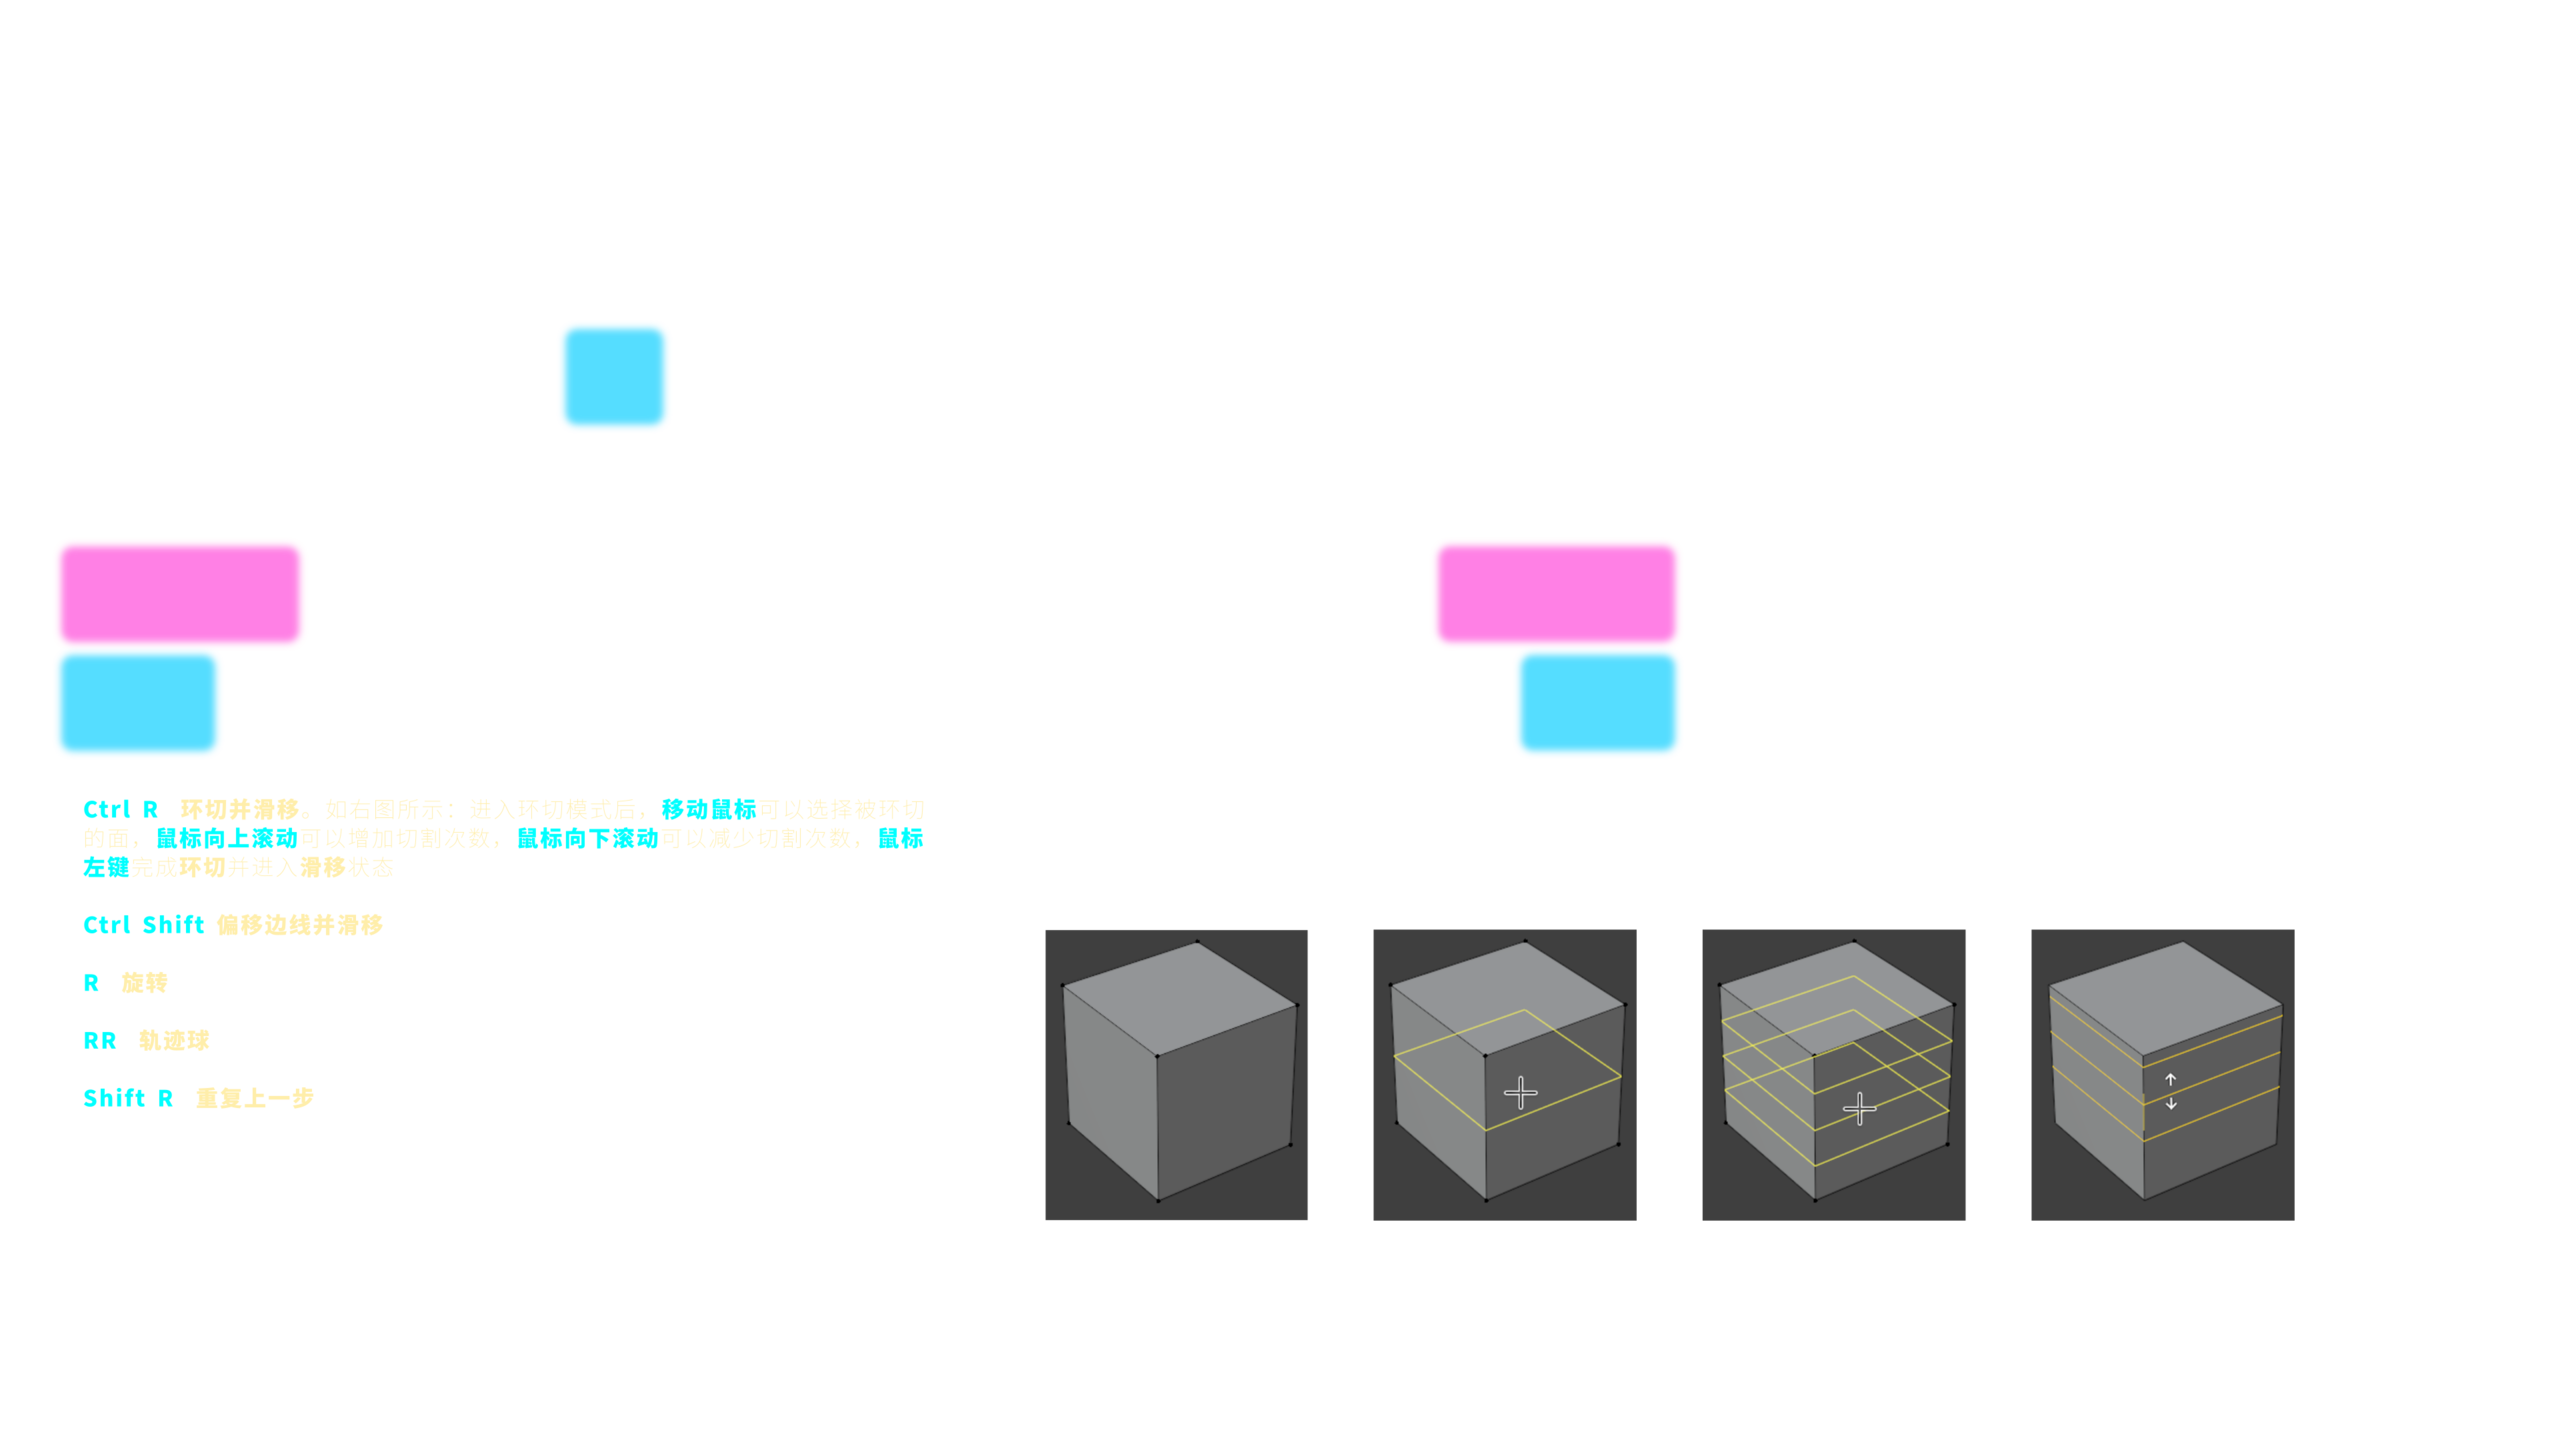 Ctrl R 环切并滑移。如右图所示：进入环切模式后，移动鼠标可以选择被环切
的面，鼠标向上滚动可以增加切割次数，鼠标向下滚动可以减少切割次数，鼠标
左键完成环切并进入滑移状态
Ctrl Shift 偏移边线并滑移
R 旋转
RR 轨迹球
Shift R 重复上一步